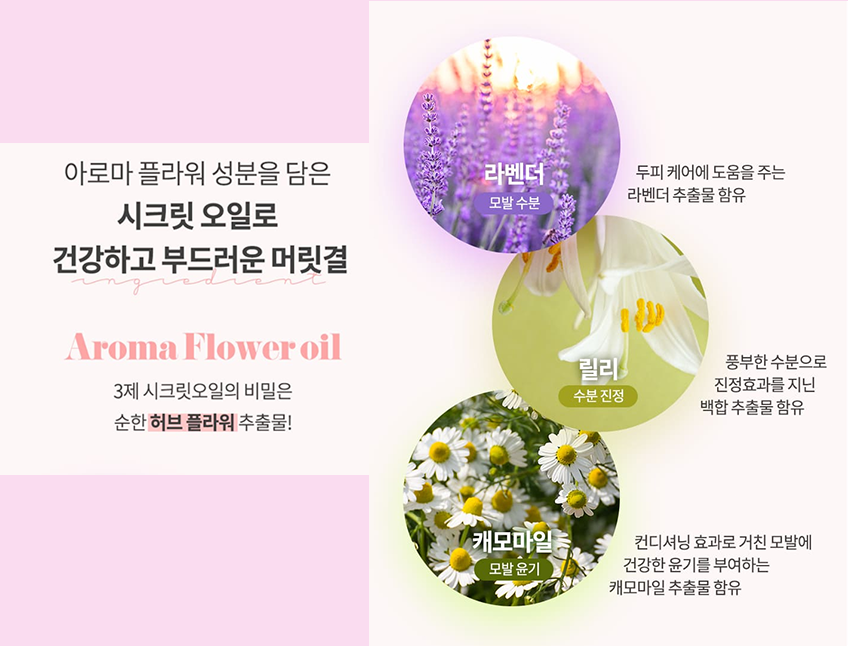 아로마 플라워 성분을 담은
시크릿 오일로
건강하고 부드러운 머릿결
ingredient
Aroma Flower oil
3제 시크릿오일의 비밀은
순한 허브 플라워 추출물!
라벤더
모발 수분
두피 케어에 도움을 주는
라벤더 추출물 함유
릴리
수분 진정
풍부한 수분으로
진정효과를 지닌
백합 추출물 함유
캐모마일
모발 윤기
컨디셔닝 효과로 거친 모발에
건강한 윤기를 부여하는
캐모마일 추출물 함유